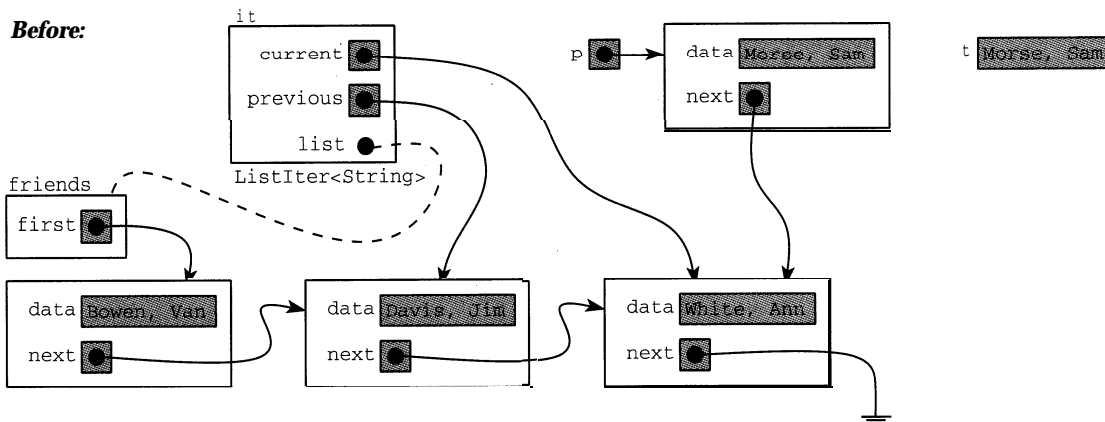 Before:
it
current
previous
list
ListIter<String>
p
data Morse, Sam
next
t Morse, Sam
friends
first
data Bowen, Van
next
data Davis, Jim
next
data White, Ann
next